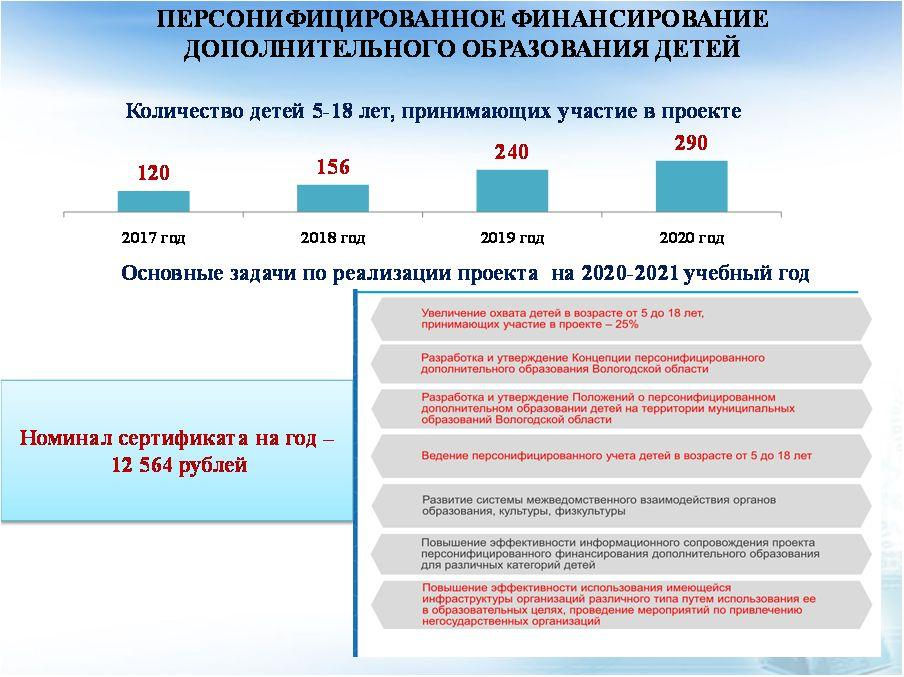 ПЕРСОНИФИЦИРОВАННОЕ ФИНАНСИРОВАНИЕ
ДОПОЛНИТЕЛЬНОГО ОБРАЗОВАНИЯ ДЕТЕЙ
Количество детей 5-18 лет, принимающих участие в проекте
120
156
240
290
2017 год
2018 год
2019 год
2020 год
Основные задачи по реализации проекта на 2020-2021 учебный год
Номинал сертификата на год –
12 564 рублей
Увеличение охвата детей в возрасте от 5 до 18 лет,
принимающих участие в проекте – 25%
Разработка и утверждение Концепции персонифицированного
дополнительного образования Вологодской области
Разработка и утверждение Положений о персонифицированном
дополнительном образовании детей на территории муниципальных
образований Вологодской области
Ведение персонифицированного учета детей в возрасте от 5 до 18 лет
Развитие системы межведомственного взаимодействия органов
образования, культуры, физкультуры
Повышение эффективности информационного сопровождения проекта
персонифицированного финансирования дополнительного образования
для различных категорий детей
Повышение эффективности использования имеющейся
инфраструктуры организаций различного типа путем использования ее
в образовательных целях, проведение мероприятий по привлечению
негосударственных организаций